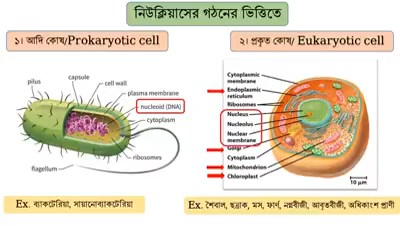 নিউক্লিয়াসের গঠনের ভিত্তিতে
১। আদি কোষ/Prokaryotic cell
pilus
capsule
cell wall
plasma membrane
nucleoid (DNA)
cytoplasm
ribosomes
flagellum
Ex. ব্যাকটেরিয়া, সায়ানোব্যাকটেরিয়া
২। প্রকৃত কোষ/ Eukaryotic cell
Cytoplasmic
membrane
Endoplasmic
reticulum
Ribosomes
Nucleus
Nucleolus
Nuclear
membrane
Golgi
Cytoplasm
Mitochondrion
Chloroplast
10 µm
Ex. শৈবাল, ছত্রাক, মস, ফার্ণ, নগ্নবীজী, আবৃতবীজী, অধিকাংশ প্রাণী